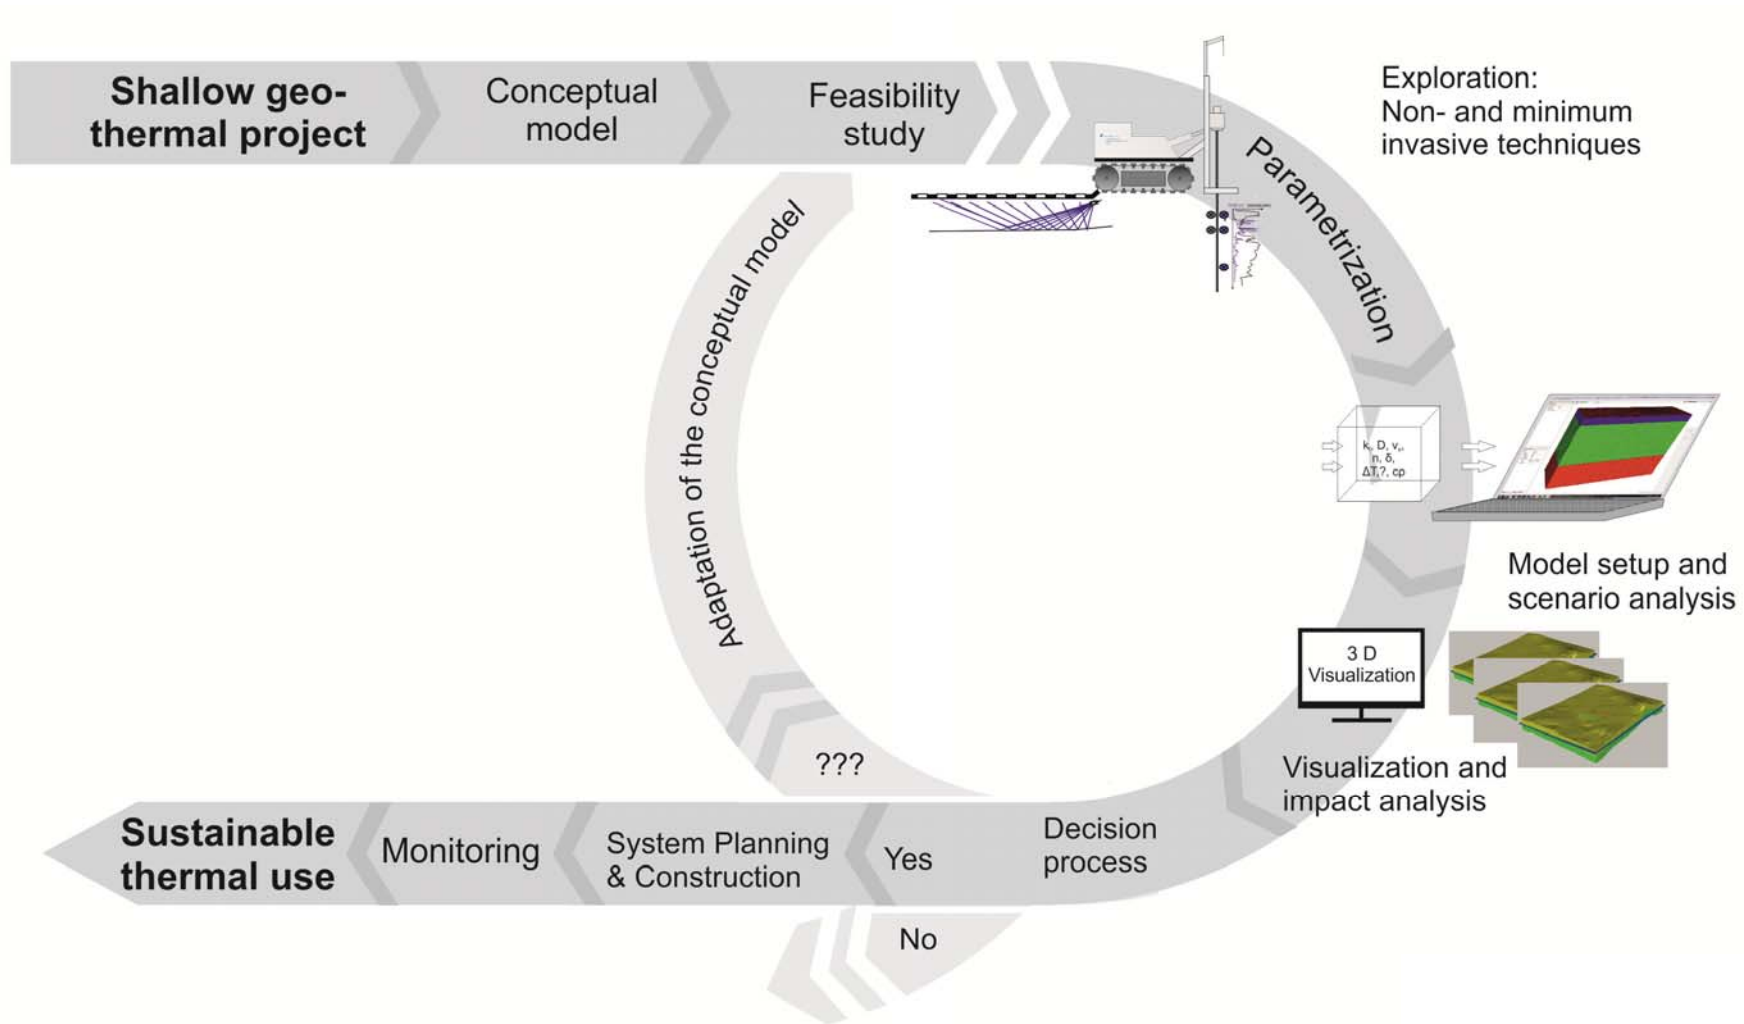 Shallow geo-
thermal project
Conceptual
model
Feasibility
study
Exploration:
Non- and minimum
invasive techniques
Parametrization
k, D, v
n, δ,
ΔT,?, cp
Model setup and
scenario analysis
3 D
Visualization
Visualization and
impact analysis
Decision
process
Yes
System Planning
& Construction
Monitoring
Sustainable
thermal use
No
???
Adaptation of the conceptual model